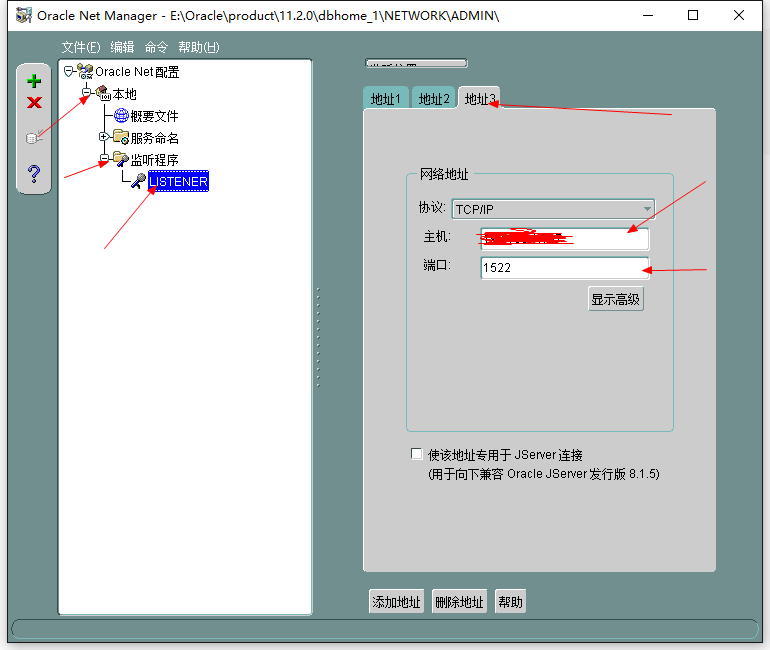 Oracle Net Manager - E:\Oracle\product\11.2.0\dbhome_1\NETWORK\ADMIN\
文件(F) 编辑 命令 帮助(H)
Oracle Net配置
本地
概要文件
服务命名
监听程序
LISTENER
地址1 地址2 地址3
网络地址
协议: TCP/IP
主机:
端口: 1522
显示高级
使该地址专用于 JServer 连接
(用于向下兼容 Oracle JServer 发行版 8.1.5)
添加地址 删除地址 帮助